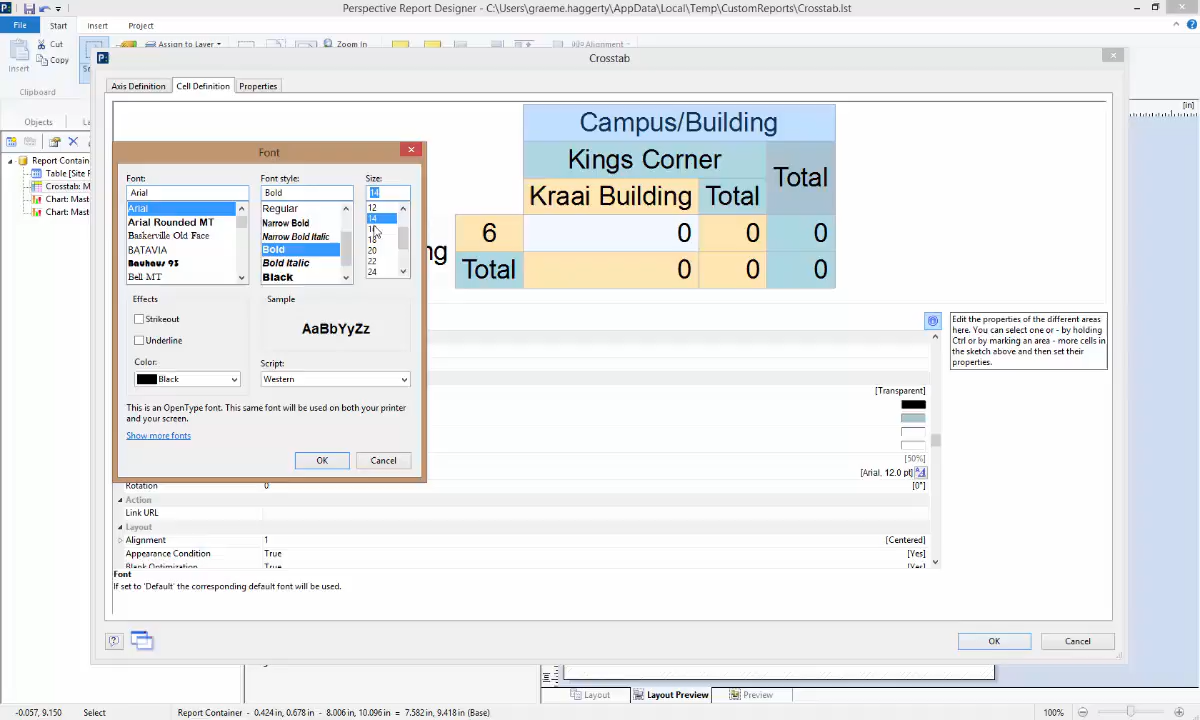 Perspective Report Designer - C:\Users\graeme.haggerty\AppData\Local\Temp\CustomReports\Crosstab.lst
File Start Insert Project
Cut
Copy
Insert
Assign to Layer
Zoom in
Alignment
Clipboard
Objects
Crosstab
Axis Definition Cell Definition Properties
[in]
Report Contain
Table [Site
Crosstab: M
Chart: Mast
Chart: Mast
Campus/Building
Kings Corner Total
Kraai Building Total
6 0 0 0
ng
Total 0 0 0
Font
Font: Font style: Size:
Arial Bold 14
Arial
Arial Rounded MT
Baskerville Old Face
BATAVIA
Bauhaus 93
Bell MT
Regular
Narrow Bold
Narrow Bold Italic
Bold
Bold Italic
Black
12
14
18
20
22
24
Effects
Strikeout
Underline
Color:
Black
Sample
AaBbYyZz
Script:
Western
This is an OpenType font. This same font will be used on both your printer
and your screen.
Show more fonts
OK Cancel
Edit the properties of the different areas
here. You can select one or - by holding
Ctrl or by marking an area - more cells in
the sketch above and then set their
properties.
[Transparent]
[50%]
[Arial, 12.0 pt]
Rotation 0 [0°]
Action
Link URL
Layout
Alignment 1 [Centered]
Appearance Condition True [Yes]
Blank Optimization True [Yes]
Font
If set to 'Default' the corresponding default font will be used.
OK Cancel
Layout Layout Preview Preview
-0.057, 9.150 Select Report Container - 0.424 in, 0.678 in - 8.006 in, 10.096 in = 7.582 in, 9.418 in (Base) 100%